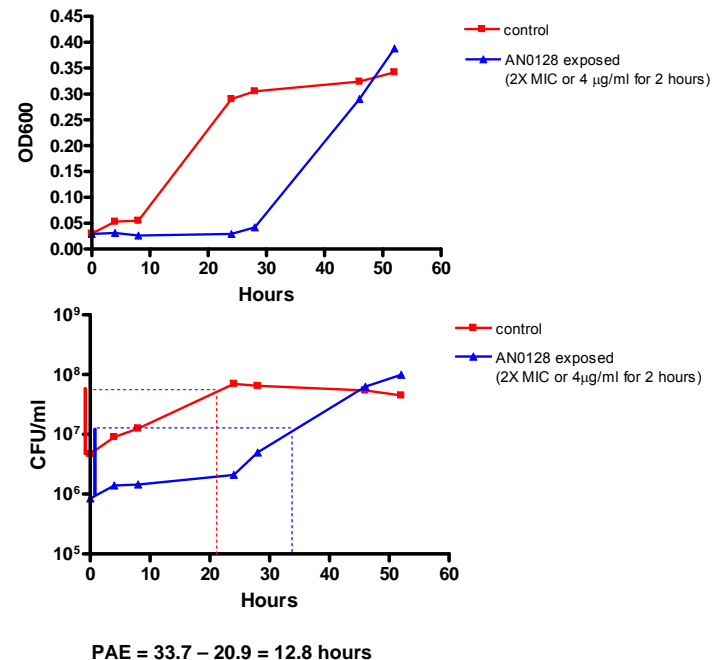 0.45
0.40
0.35
0.30
0.25
0.20
0.15
0.10
0.05
0.00
OD600
0 10 20 30 40 50 60
Hours
control
AN0128 exposed
(2X MIC or 4 μg/ml for 2 hours)
10⁹
10⁸
10⁷
10⁶
10⁵
CFU/ml
0 10 20 30 40 50 60
Hours
control
AN0128 exposed
(2X MIC or 4μg/ml for 2 hours)
PAE = 33.7 – 20.9 = 12.8 hours